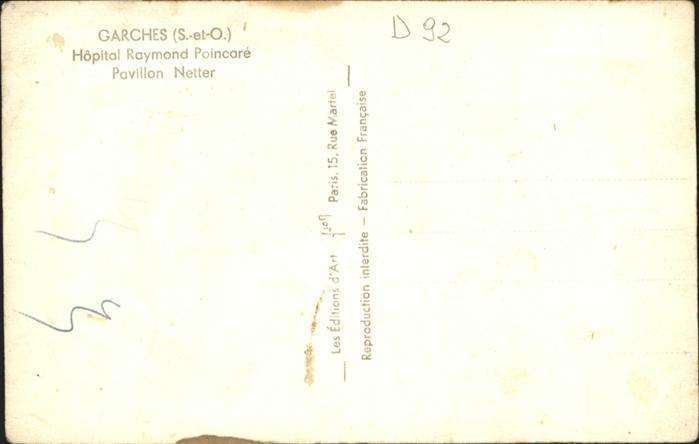 GARCHES (S.-et-O.)
Hôpital Raymond Poincaré
Pavillon Netter
D 92
Les Éditions d'Art Paris, 15, Rue Martel
Reproduction interdite – Fabrication Française